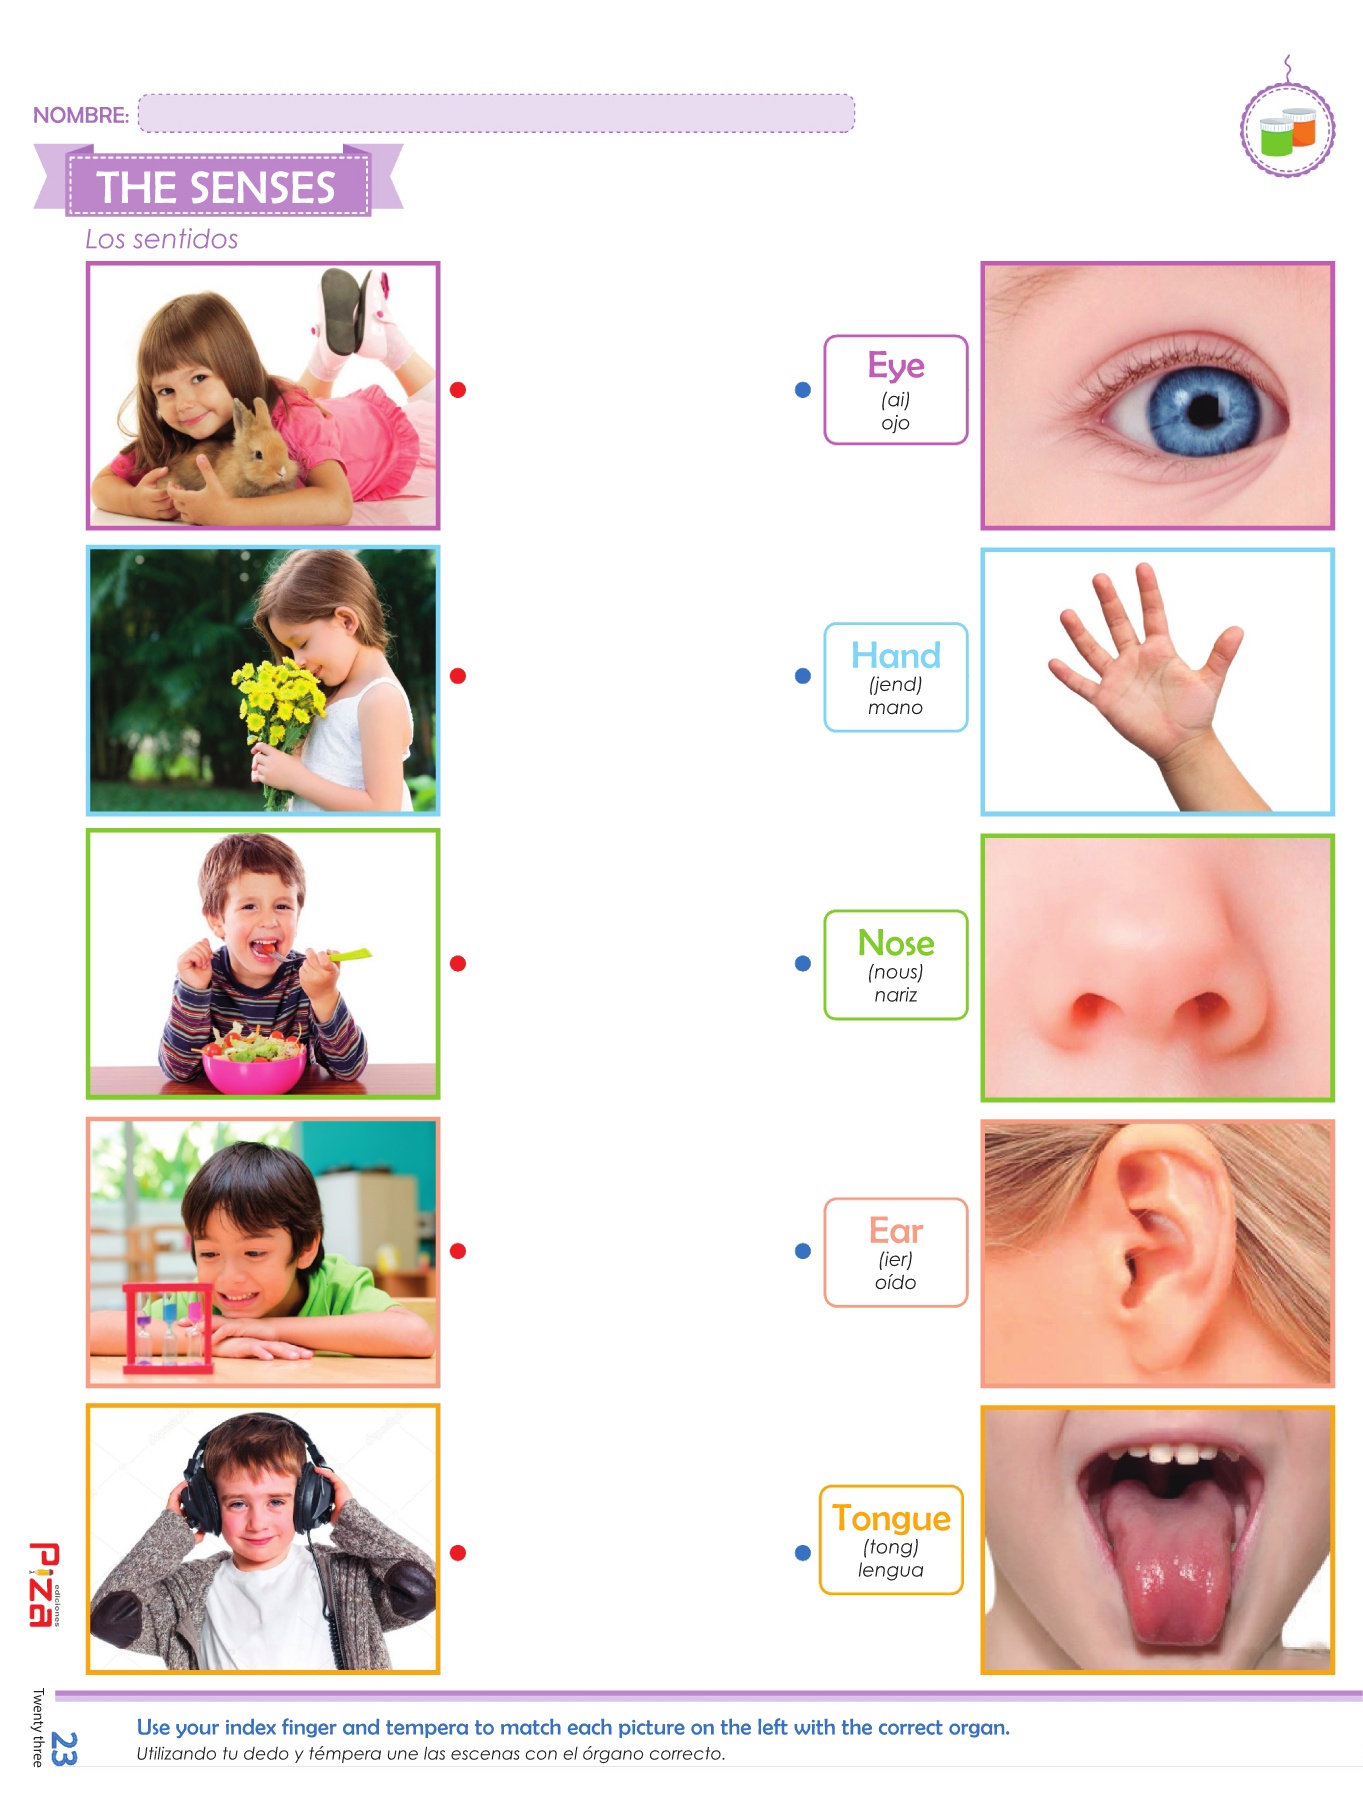 NOMBRE:
THE SENSES
Los sentidos
Eye
(ai)
ojo
Hand
(jend)
mano
Nose
(nous)
nariz
Ear
(ier)
oído
Tongue
(tong)
lengua
Piza
ediciones
Twenty three
23
Use your index finger and tempera to match each picture on the left with the correct organ.
Utilizando tu dedo y témpera une las escenas con el órgano correcto.